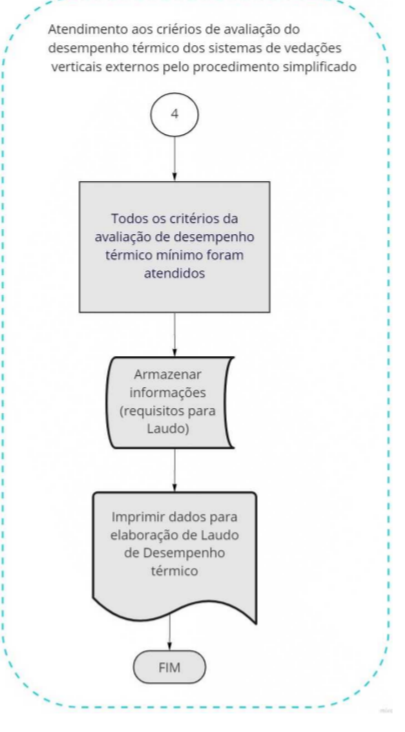 Atendimento aos criérios de avaliação do
desempenho térmico dos sistemas de vedações
verticais externos pelo procedimento simplificado
4
Todos os critérios da
avaliação de desempenho
térmico mínimo foram
atendidos
Armazenar
informações
(requisitos para
Laudo)
Imprimir dados para
elaboração de Laudo
de Desempenho
térmico
FIM